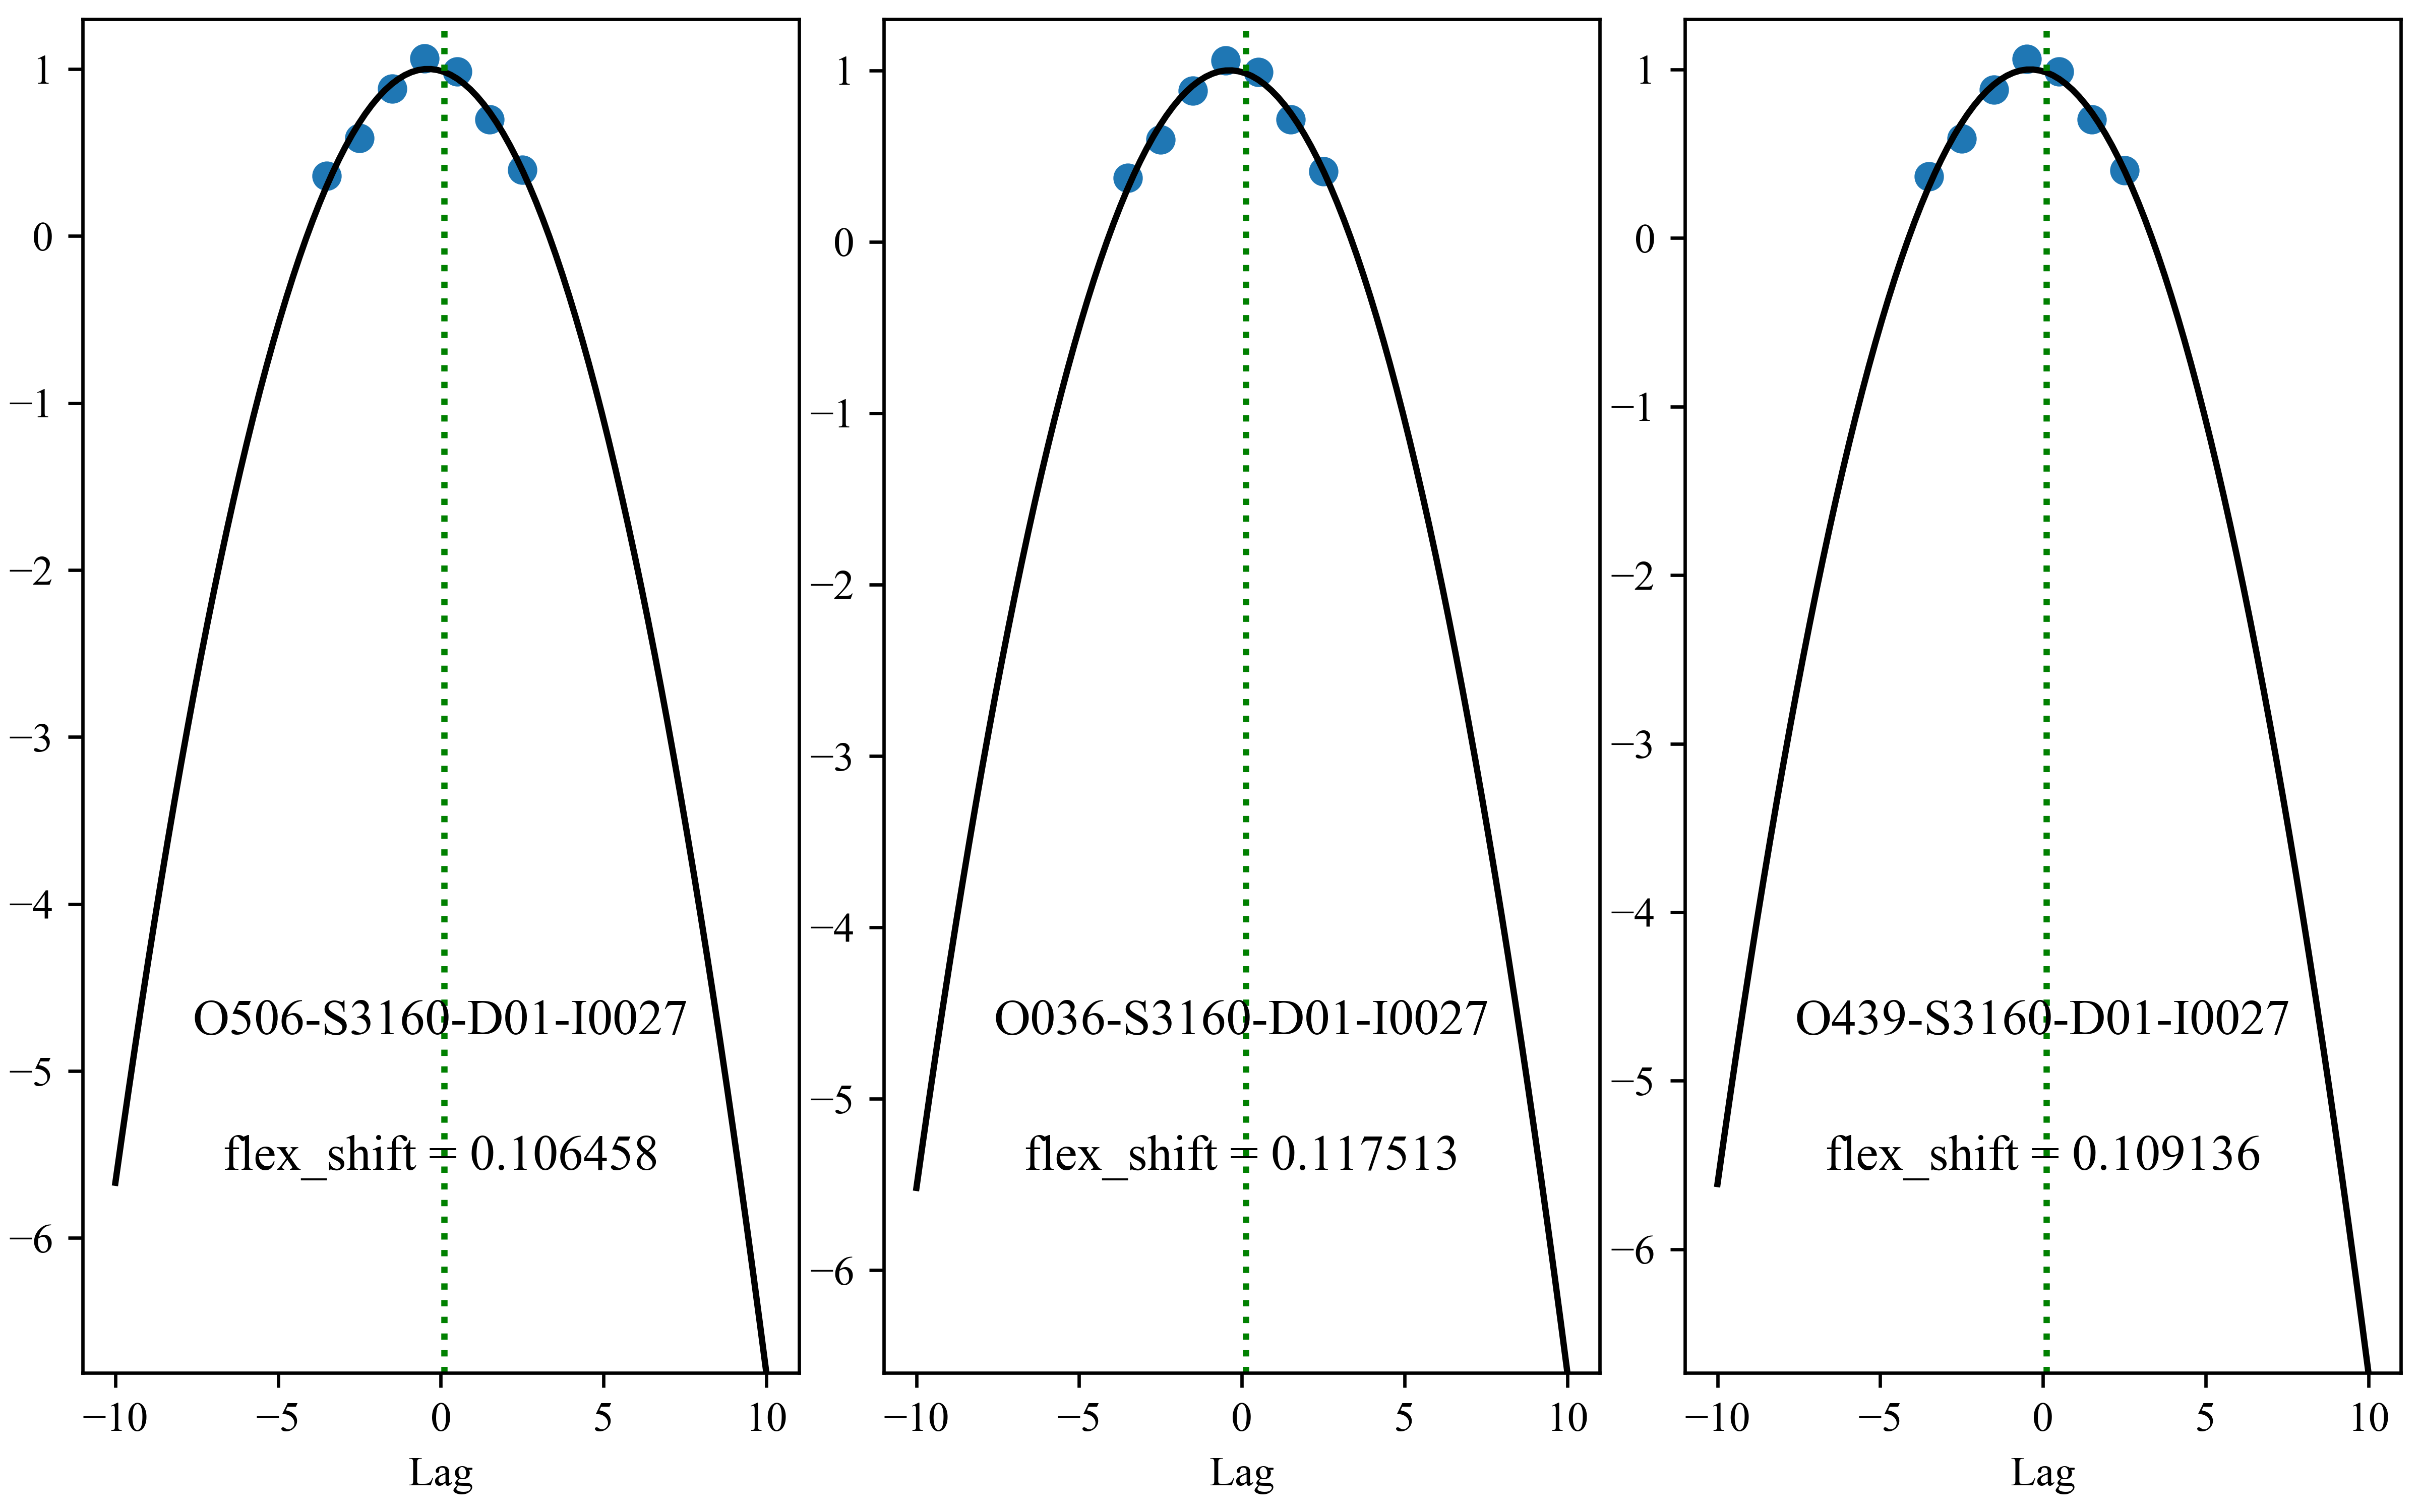 1
0
−1
−2
−3
−4
−5
−6
−10 −5 0 5 10
Lag
O506-S3160-D01-I0027
flex_shift = 0.106458
1
0
−1
−2
−3
−4
−5
−6
−10 −5 0 5 10
Lag
O036-S3160-D01-I0027
flex_shift = 0.117513
1
0
−1
−2
−3
−4
−5
−6
−10 −5 0 5 10
Lag
O439-S3160-D01-I0027
flex_shift = 0.109136